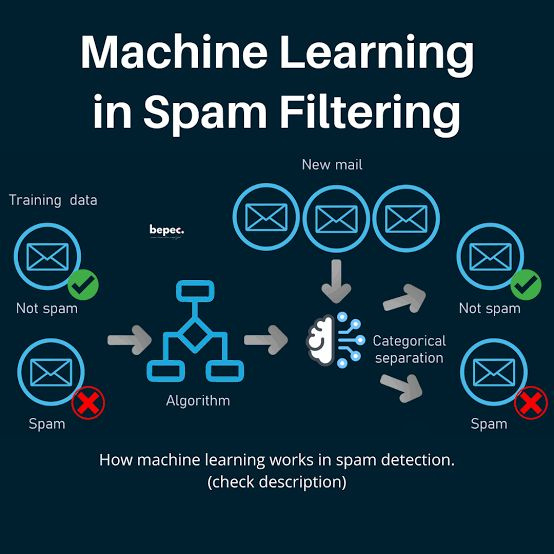 Machine Learning
in Spam Filtering
New mail
Training data
bepec.
Not spam
Not spam
Categorical
separation
Algorithm
Spam
Spam
How machine learning works in spam detection.
(check description)